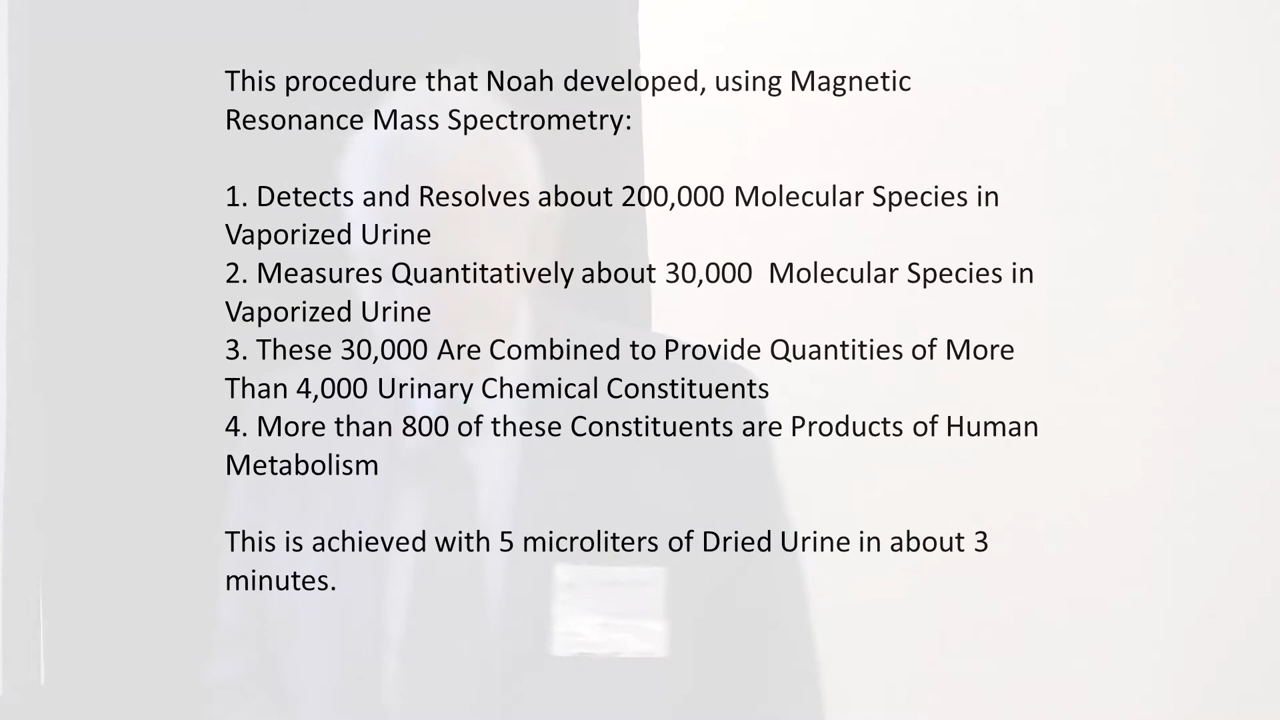 This procedure that Noah developed, using Magnetic
Resonance Mass Spectrometry:
1. Detects and Resolves about 200,000 Molecular Species in
Vaporized Urine
2. Measures Quantitatively about 30,000  Molecular Species in
Vaporized Urine
3. These 30,000 Are Combined to Provide Quantities of More
Than 4,000 Urinary Chemical Constituents
4. More than 800 of these Constituents are Products of Human
Metabolism
This is achieved with 5 microliters of Dried Urine in about 3
minutes.